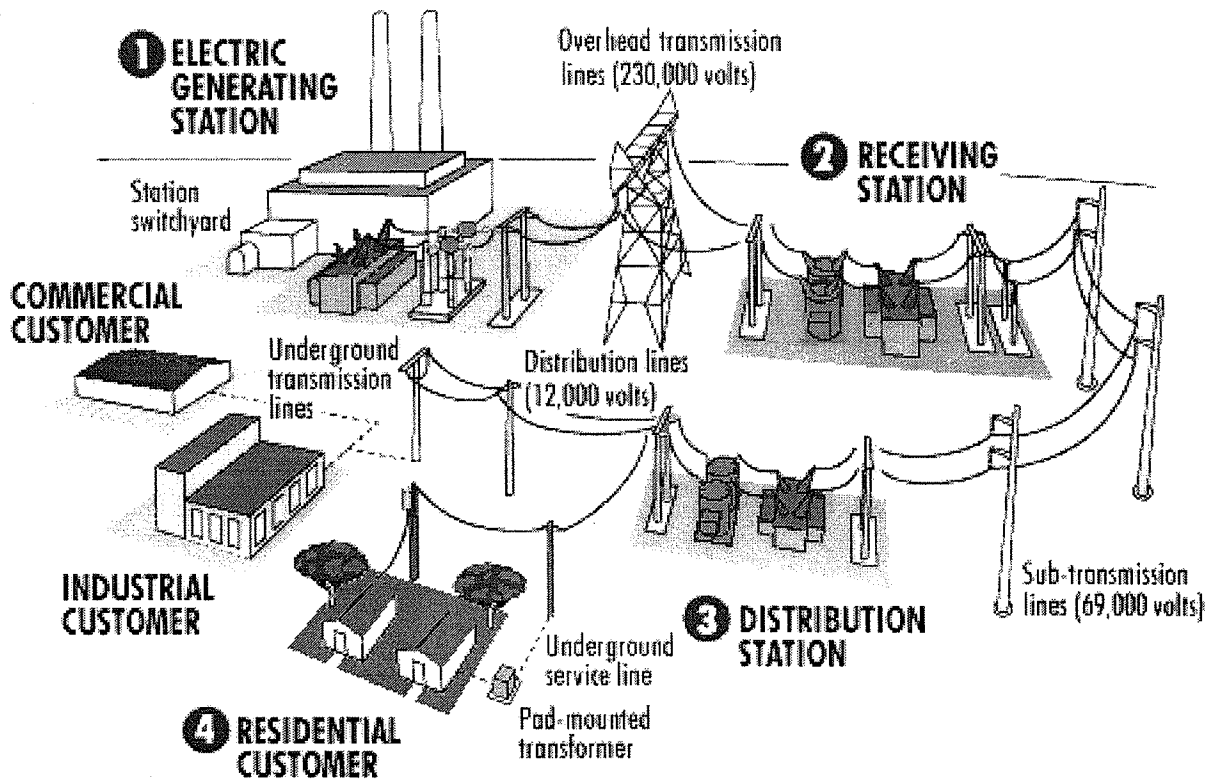 1 ELECTRIC
GENERATING
STATION
Overhead transmission
lines (230,000 volts)
2 RECEIVING
STATION
Station
switchyard
COMMERCIAL
CUSTOMER
Underground
transmission
lines
Distribution lines
(12,000 volts)
INDUSTRIAL
CUSTOMER
Sub-transmission
lines (69,000 volts)
3 DISTRIBUTION
STATION
Underground
service line
Pad-mounted
transformer
4 RESIDENTIAL
CUSTOMER